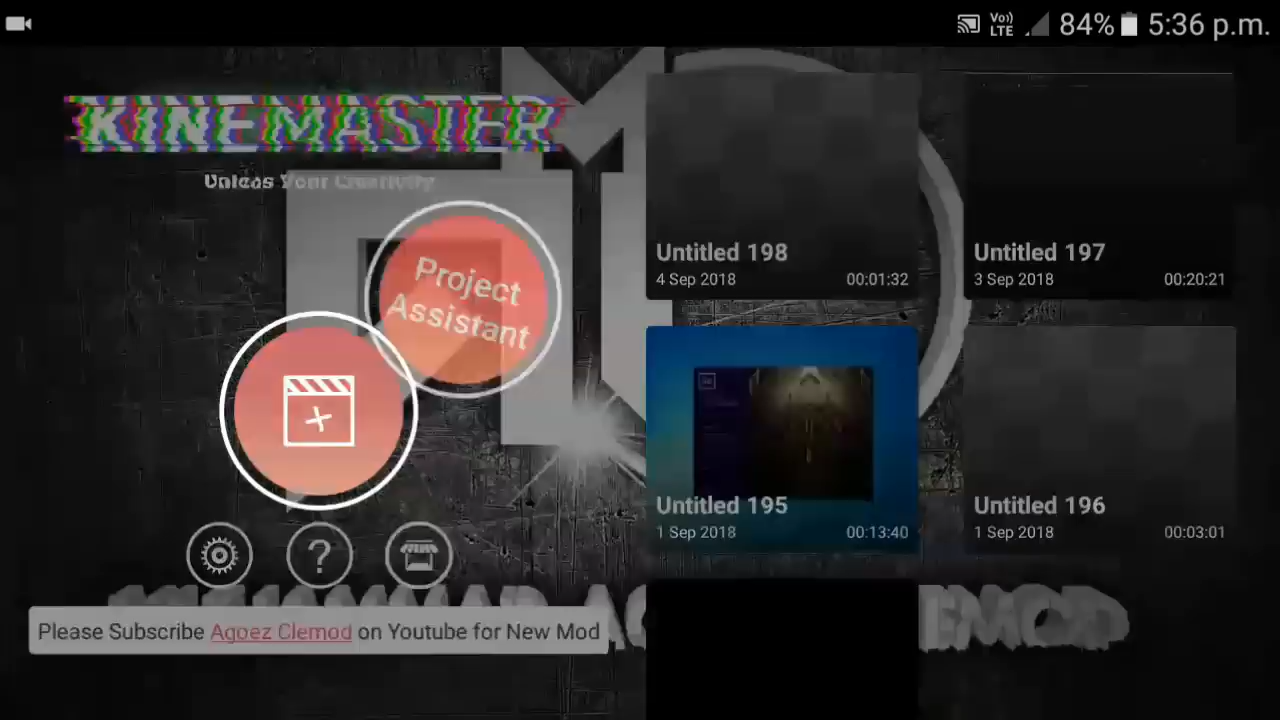 Vo))
LTE
84%
5:36 p.m.
KINEMASTER
Unleas Your Creativity
Project
Assistant
Untitled 198
4 Sep 2018 00:01:32
Untitled 197
3 Sep 2018 00:20:21
Untitled 195
1 Sep 2018 00:13:40
Untitled 196
1 Sep 2018 00:03:01
Please Subscribe Agoez Clemod on Youtube for New Mod